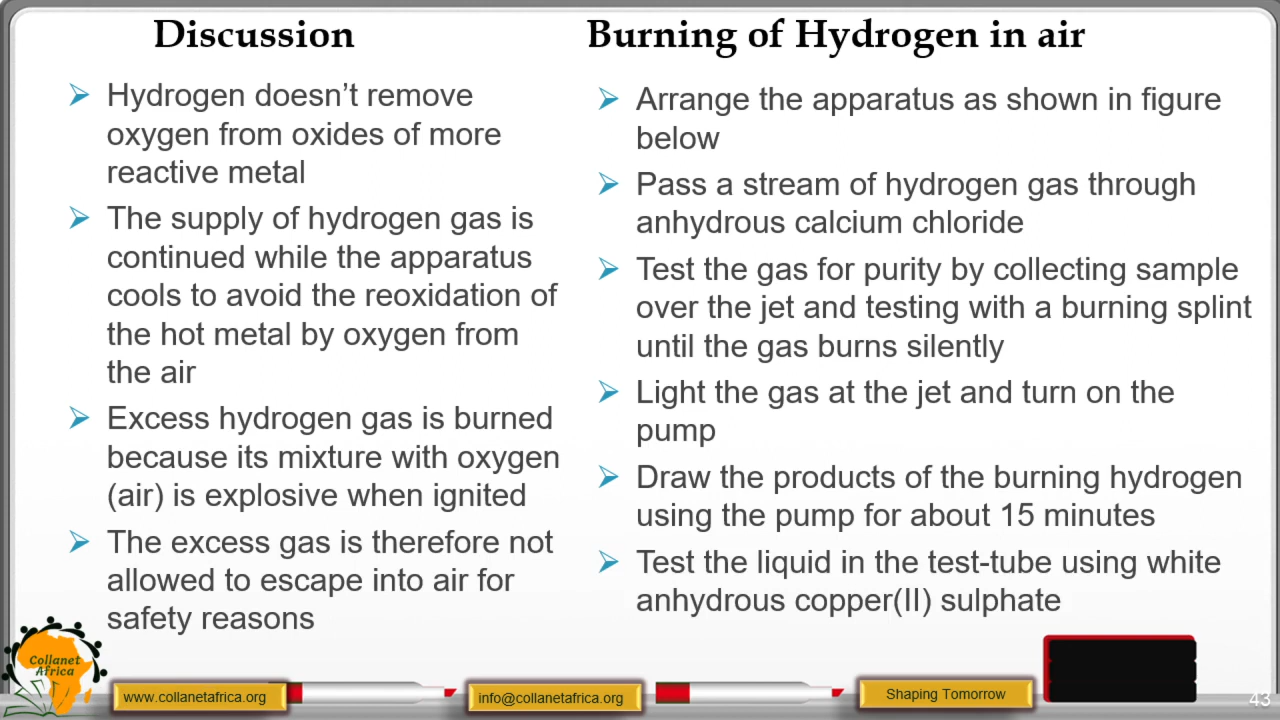 Discussion
Hydrogen doesn’t remove
oxygen from oxides of more
reactive metal
The supply of hydrogen gas is
continued while the apparatus
cools to avoid the reoxidation of
the hot metal by oxygen from
the air
Excess hydrogen gas is burned
because its mixture with oxygen
(air) is explosive when ignited
The excess gas is therefore not
allowed to escape into air for
safety reasons
Burning of Hydrogen in air
Arrange the apparatus as shown in figure
below
Pass a stream of hydrogen gas through
anhydrous calcium chloride
Test the gas for purity by collecting sample
over the jet and testing with a burning splint
until the gas burns silently
Light the gas at the jet and turn on the
pump
Draw the products of the burning hydrogen
using the pump for about 15 minutes
Test the liquid in the test-tube using white
anhydrous copper(II) sulphate
Collanet
Africa
www.collanetafrica.org
info@collanetafrica.org
Shaping Tomorrow
43